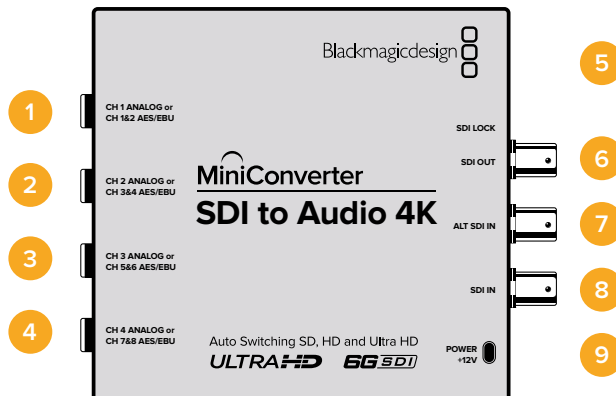 Blackmagicdesign
5
1
CH 1 ANALOG or
CH 1&2 AES/EBU
SDI LOCK
SDI OUT
6
2
CH 2 ANALOG or
CH 3&4 AES/EBU
MiniConverter
SDI to Audio 4K
ALT SDI IN
7
3
CH 3 ANALOG or
CH 5&6 AES/EBU
SDI IN
8
4
CH 4 ANALOG or
CH 7&8 AES/EBU
Auto Switching SD, HD and Ultra HD
ULTRA HD 6G SDI
POWER
+12V
9